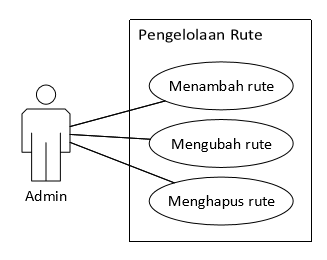 Pengelolaan Rute
Menambah rute
Mengubah rute
Menghapus rute
Admin